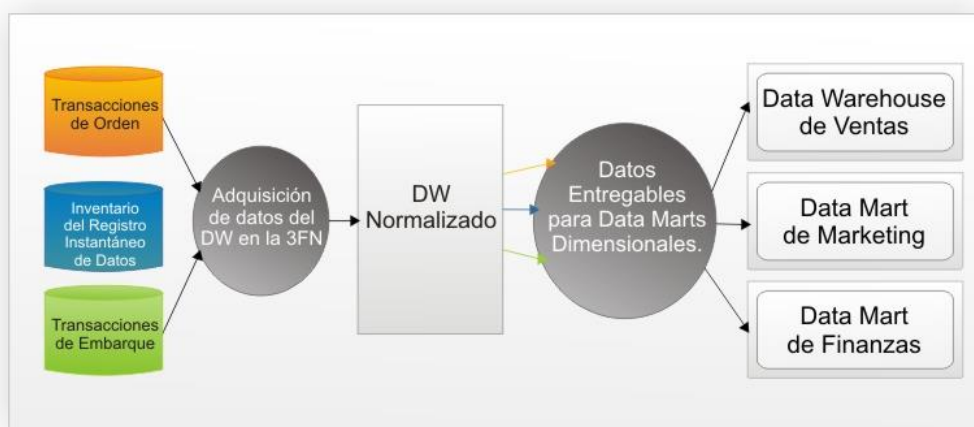 Transacciones
de Orden
Inventario
del Registro
Instantáneo
de Datos
Transacciones
de Embarque
Adquisición
de datos del
DW en la 3FN
DW
Normalizado
Datos
Entregables
para Data Marts
Dimensionales.
Data Warehouse
de Ventas
Data Mart
de Marketing
Data Mart
de Finanzas